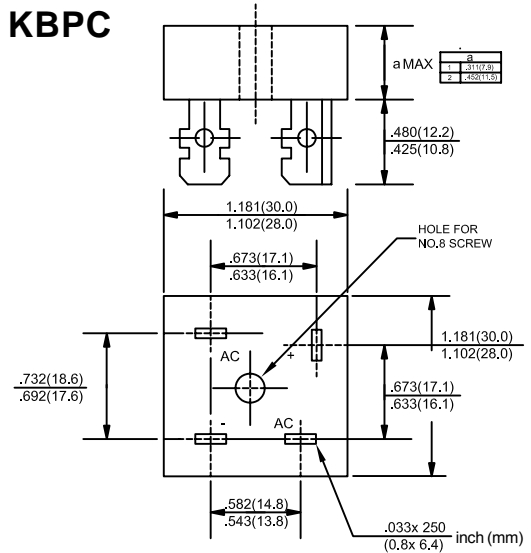 KBPC
a MAX
a
1 .311(7.9)
2 .452(11.5)
.480(12.2)
.425(10.8)
1.181(30.0)
1.102(28.0)
HOLE FOR
NO.8 SCREW
.673(17.1)
.633(16.1)
AC
+
1.181(30.0)
1.102(28.0)
.732(18.6)
.692(17.6)
.673(17.1)
.633(16.1)
-
AC
.582(14.8)
.543(13.8)
.033x 250
(0.8x 6.4)
inch (mm)